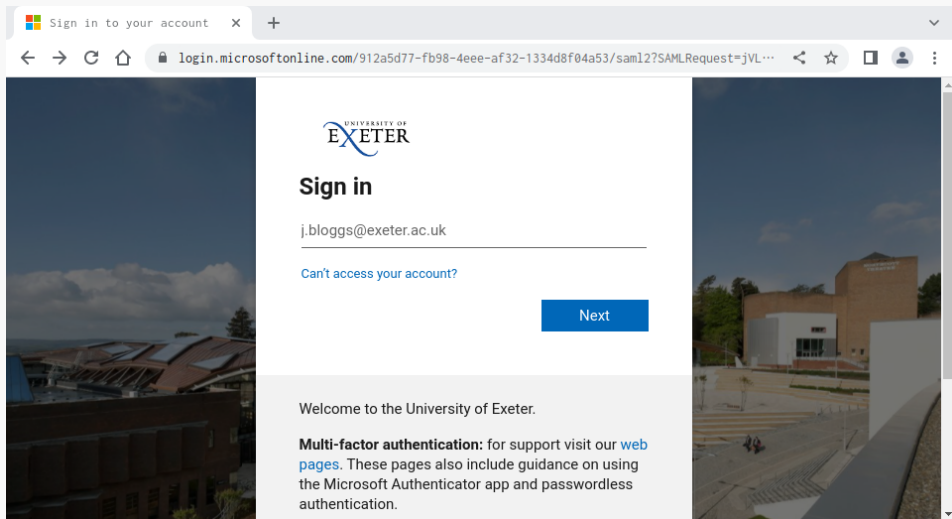 Sign in to your account
login.microsoftonline.com/912a5d77-fb98-4eee-af32-1334d8f04a53/saml2?SAMLRequest=jVL⋯
UNIVERSITY OF
EXETER
Sign in
j.bloggs@exeter.ac.uk
Can't access your account?
Next
Welcome to the University of Exeter.
Multi-factor authentication: for support visit our web
pages. These pages also include guidance on using
the Microsoft Authenticator app and passwordless
authentication.